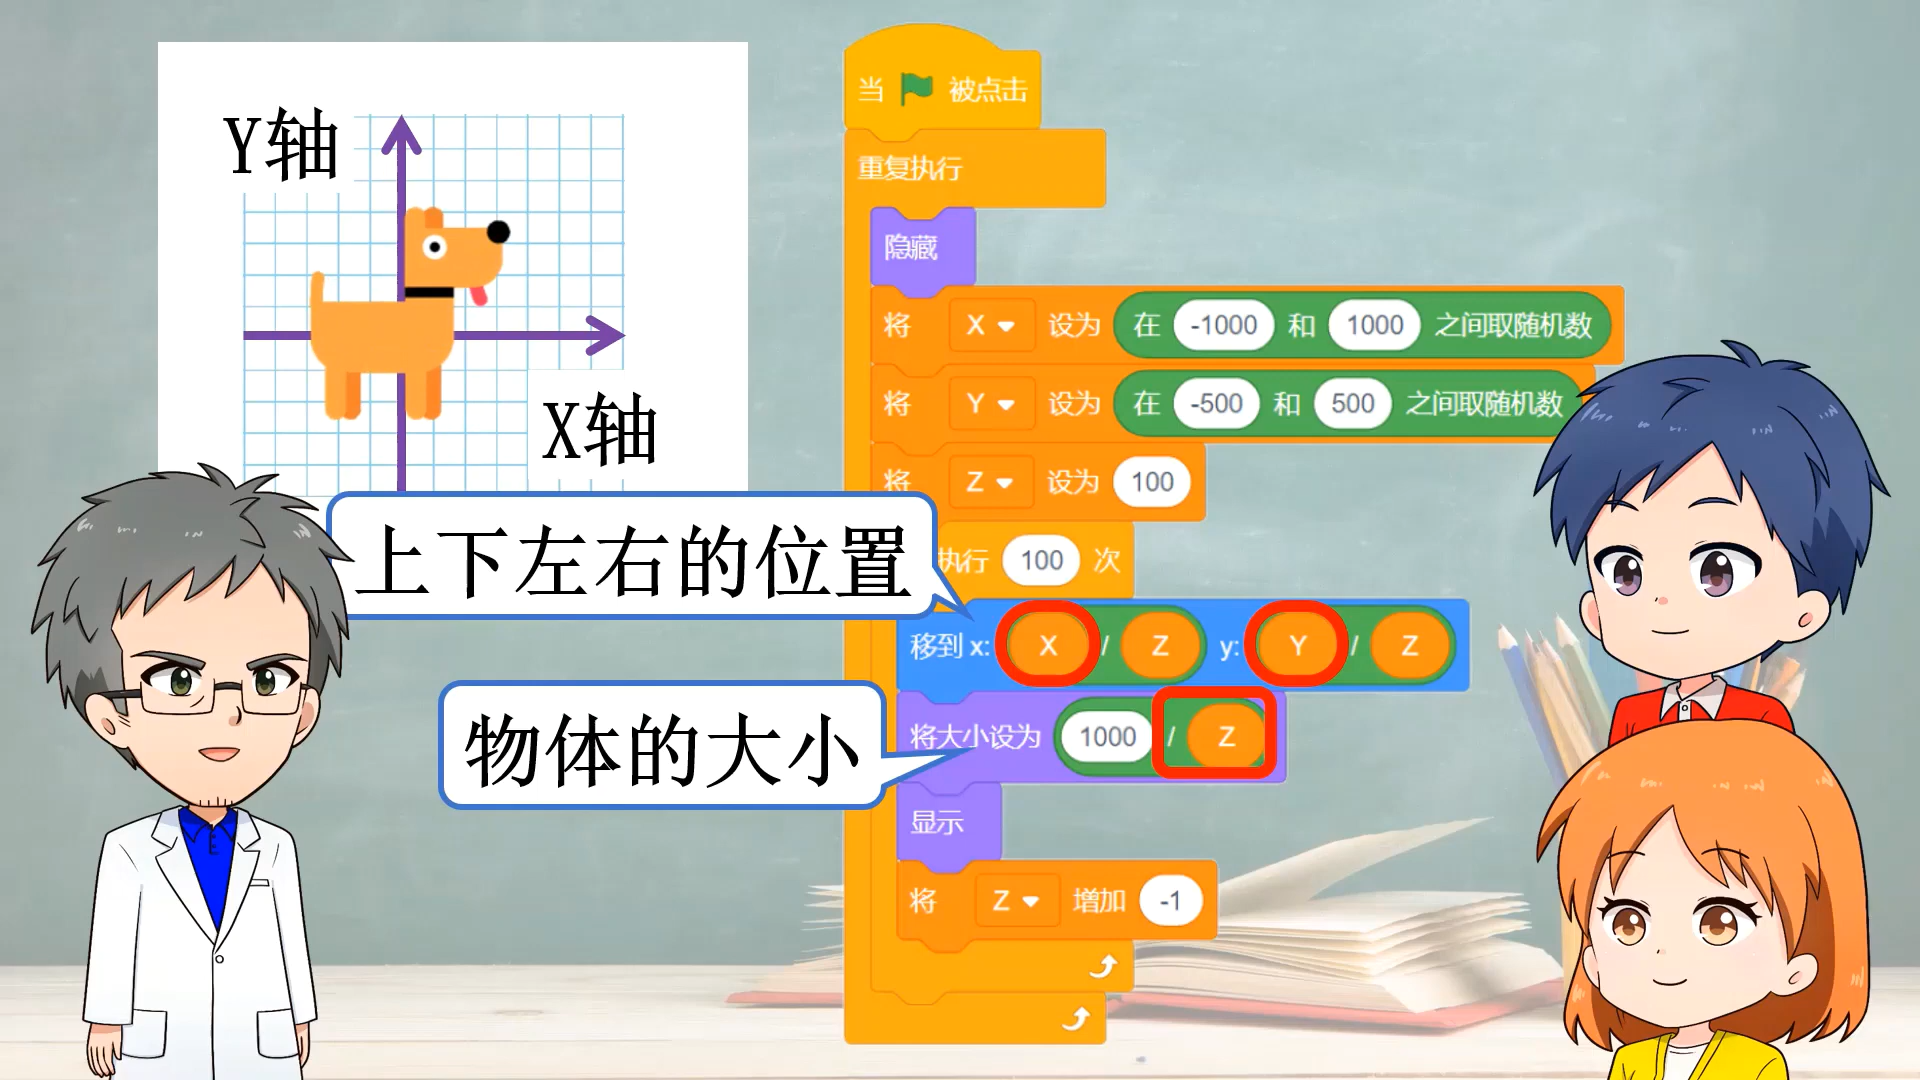 Y轴
X轴
上下左右的位置
物体的大小
当 被点击
重复执行
隐藏
将 X 设为 在 -1000 和 1000 之间取随机数
将 Y 设为 在 -500 和 500 之间取随机数
将 Z 设为 100
执行 100 次
移到 x: X / Z y: Y / Z
将大小设为 1000 / Z
显示
将 Z 增加 -1